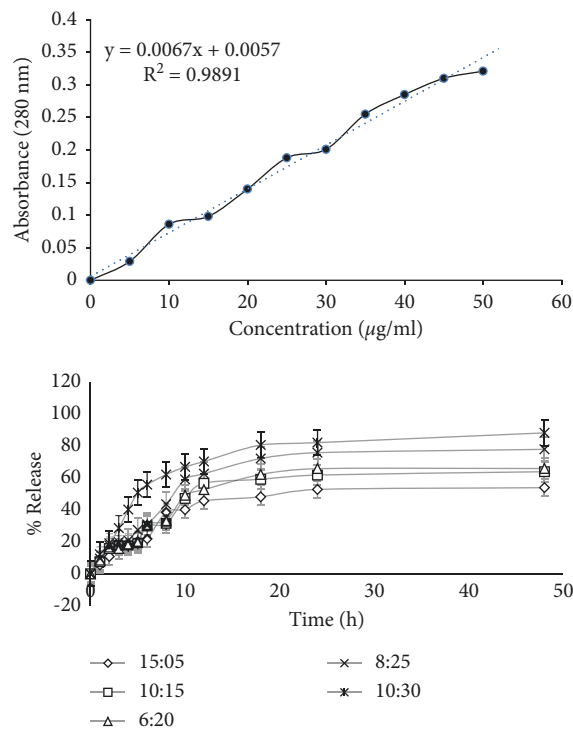 y = 0.0067x + 0.0057
R² = 0.9891
Absorbance (280 nm)
0.4
0.35
0.3
0.25
0.2
0.15
0.1
0.05
0
0 10 20 30 40 50 60
Concentration (µg/ml)
% Release
120
100
80
60
40
20
0
-20
0 10 20 30 40 50
Time (h)
15:05
10:15
6:20
8:25
10:30